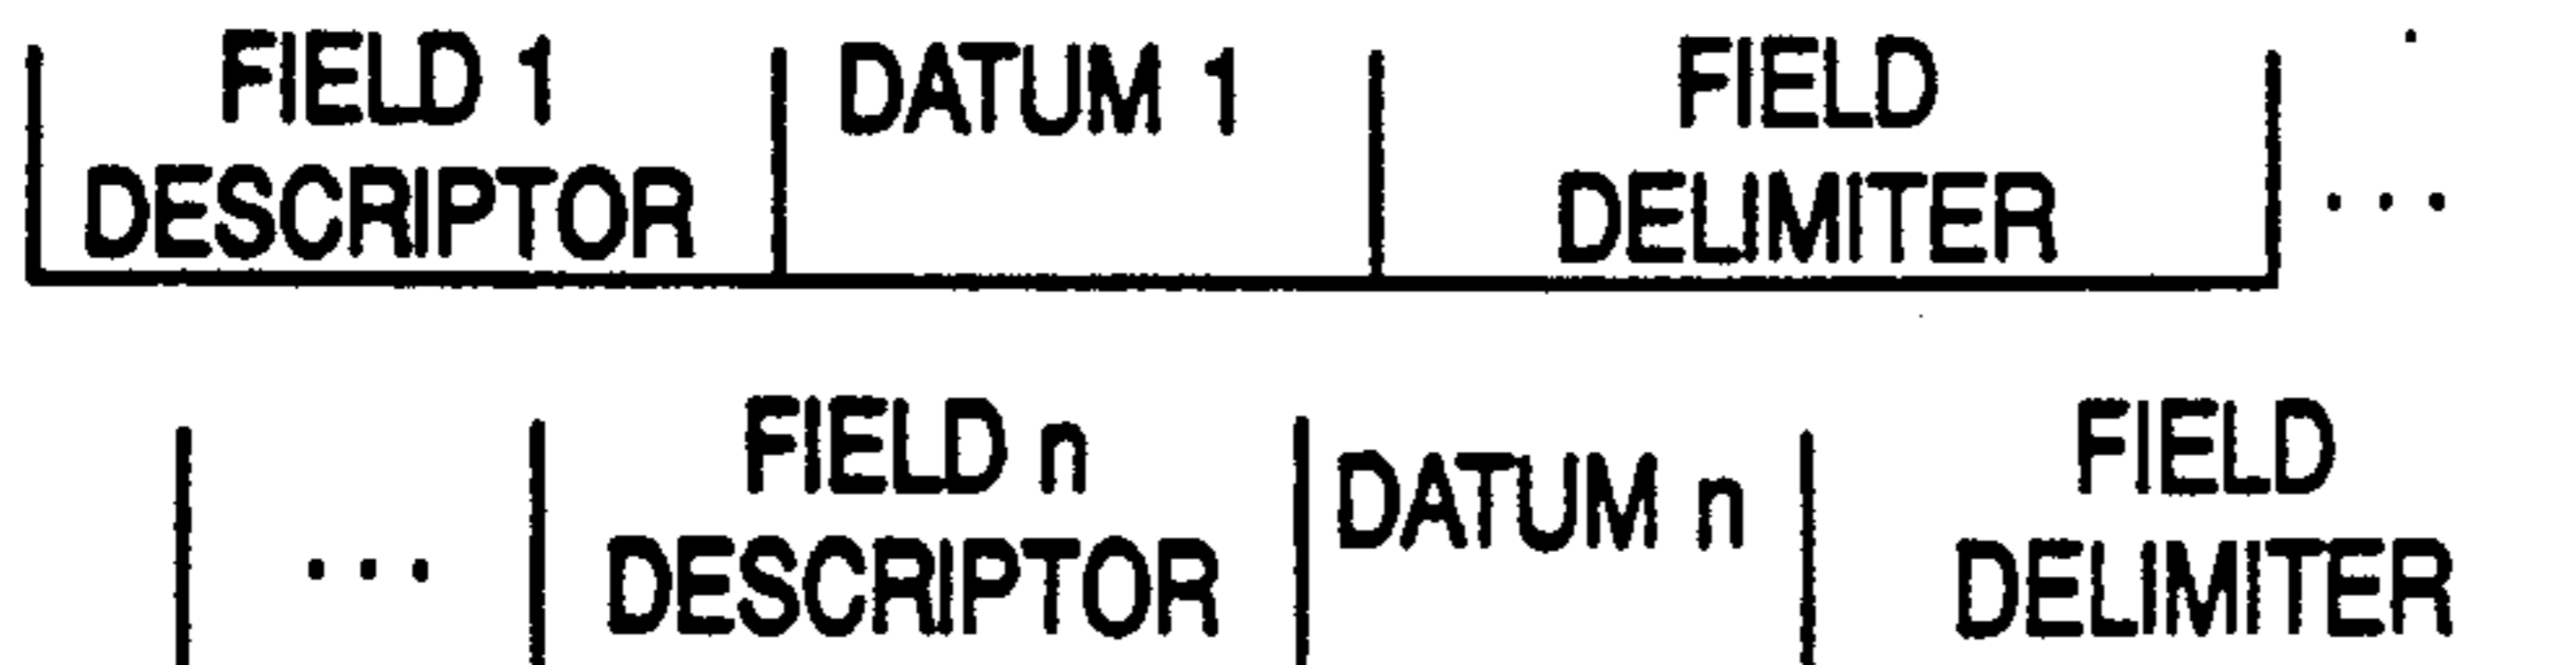 FIELD 1 DATUM 1 FIELD
DESCRIPTOR DELIMITER . . .
FIELD n DATUM n FIELD
. . . DESCRIPTOR DELIMITER